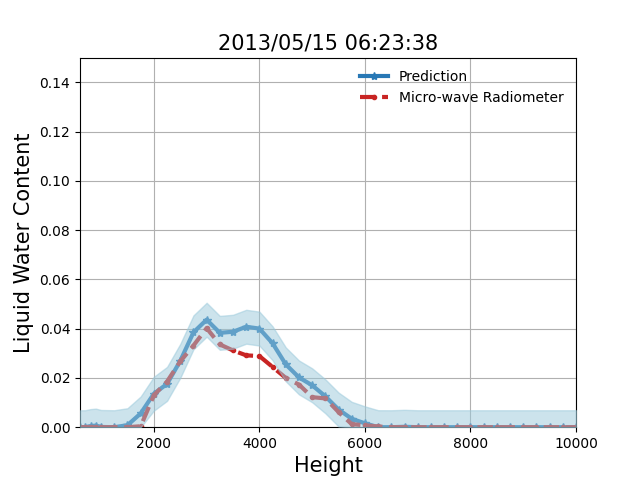 2013/05/15 06:23:38
Prediction
Micro-wave Radiometer
Liquid Water Content
0.14
0.12
0.10
0.08
0.06
0.04
0.02
0.00
2000 4000 6000 8000 10000
Height